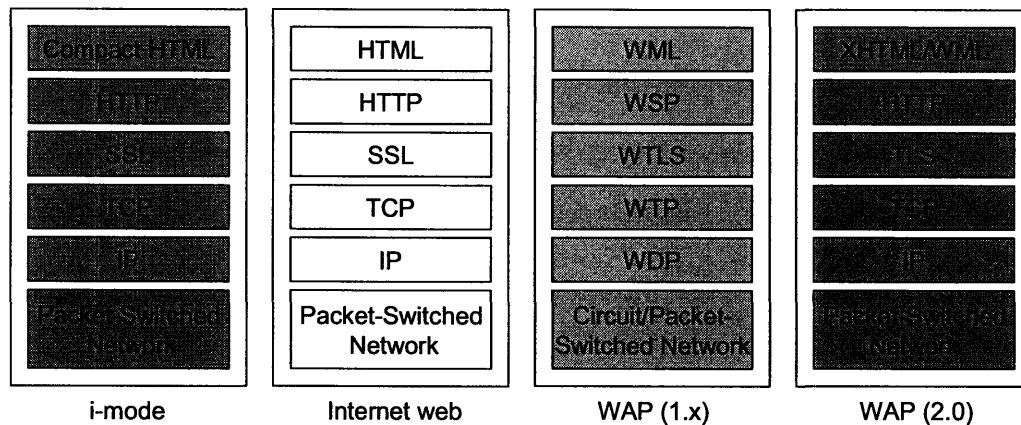 Compact HTML
HTTP
SSL
TCP
IP
Packet-Switched
Network
i-mode
HTML
HTTP
SSL
TCP
IP
Packet-Switched
Network
Internet web
WML
WSP
WTLS
WTP
WDP
Circuit/Packet-
Switched Network
WAP (1.x)
XHTML/WML
HTTP
TLS
TCP
IP
Packet-Switched
Network
WAP (2.0)